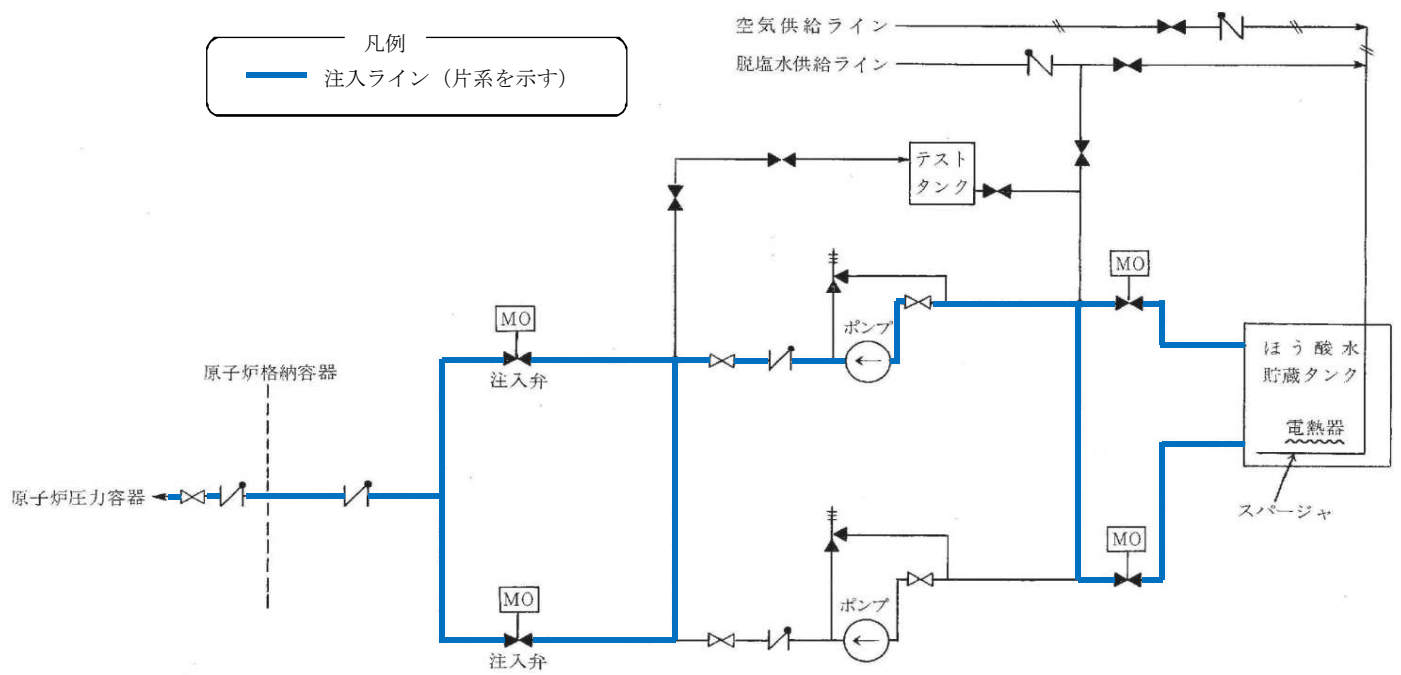 空気供給ライン
凡例
注入ライン（片系を示す）
脱塩水供給ライン
テスト
タンク
MO
MO
ポンプ
ほう酸水
貯蔵タンク
注入弁
原子炉格納容器
電熱器
原子炉圧力容器
スパージャ
MO
MO
ポンプ
注入弁